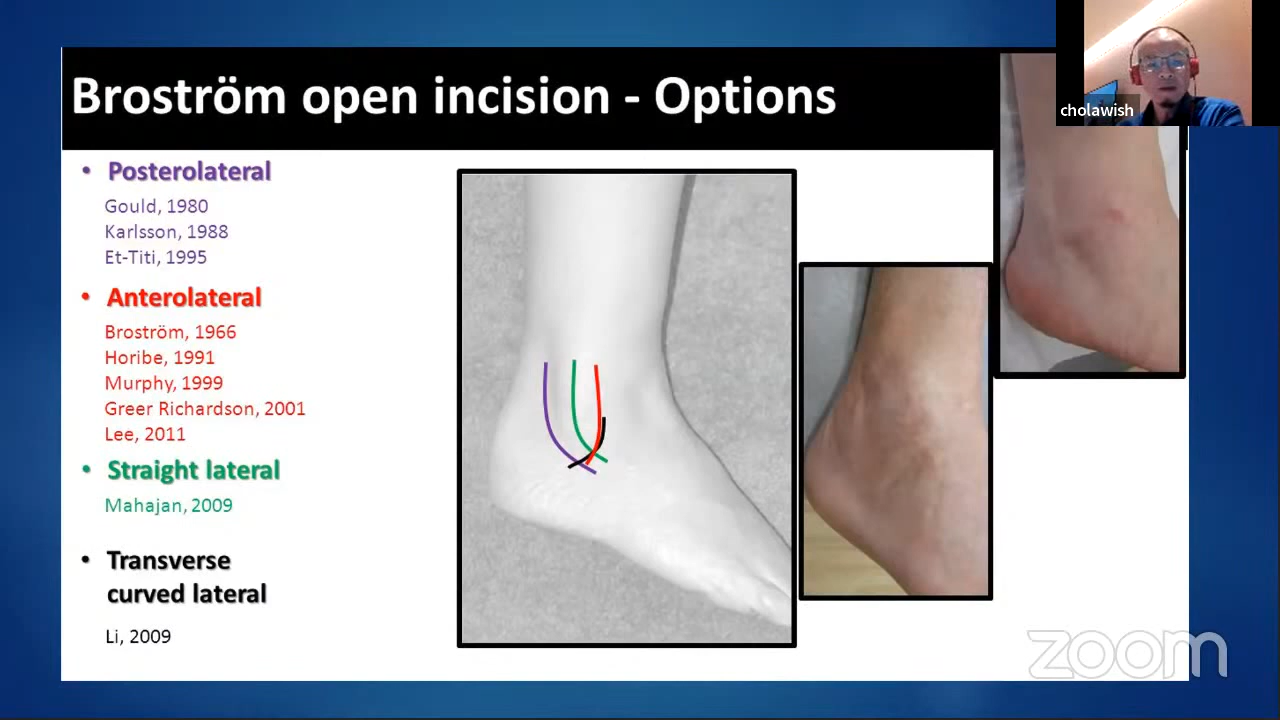 Broström open incision - Options
cholawish
• Posterolateral
Gould, 1980
Karlsson, 1988
Et-Titi, 1995
• Anterolateral
Broström, 1966
Horibe, 1991
Murphy, 1999
Greer Richardson, 2001
Lee, 2011
• Straight lateral
Mahajan, 2009
• Transverse
curved lateral
Li, 2009
zoom